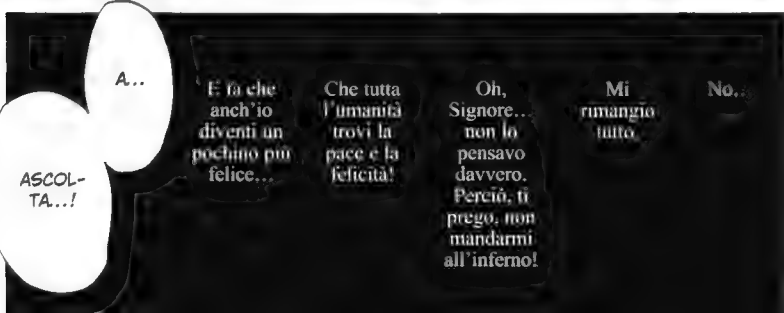 No...
Mi
rimangio
tutto.
Oh,
Signore...
non lo
pensavo
davvero.
Perciò, ti
prego, non
mandarmi
all'inferno!
Che tutta
l'umanità
trovi la
pace e la
felicità!
E fa che
anch'io
diventi un
pochino più
felice...
A...
ASCOL-
TA...!